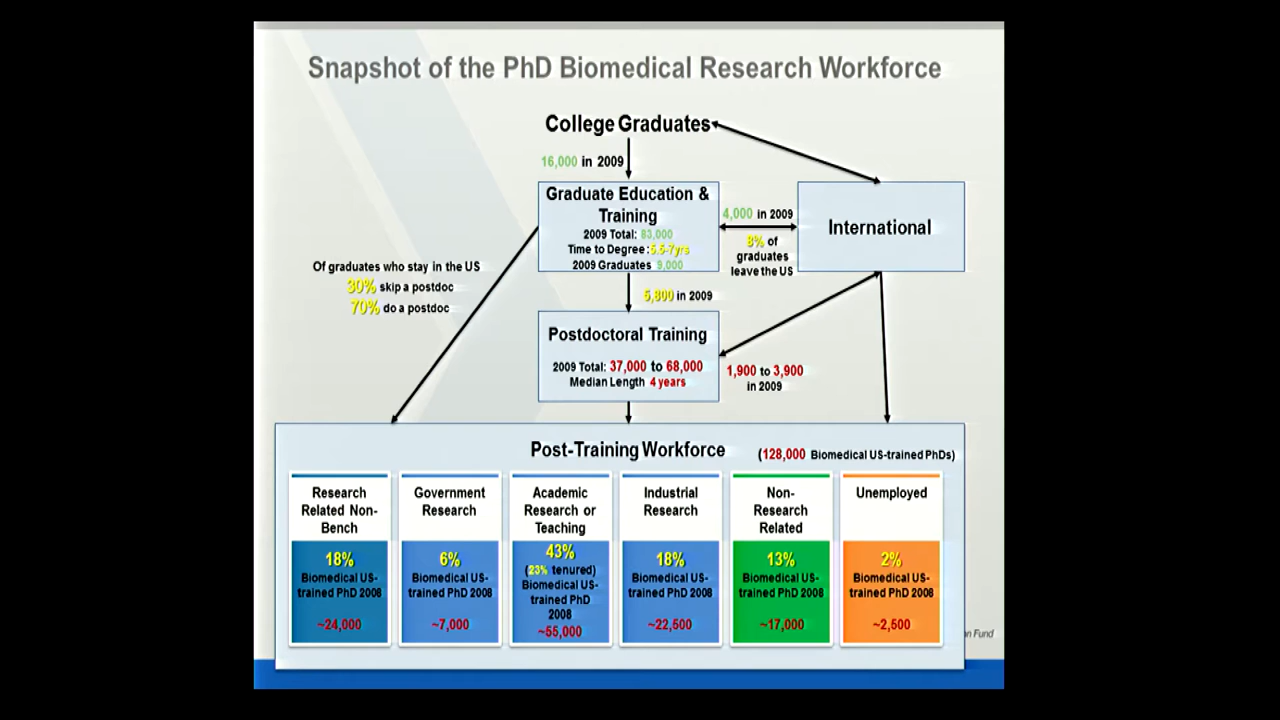 Snapshot of the PhD Biomedical Research Workforce
College Graduates
16,000 in 2009
Graduate Education &
Training
2009 Total: 83,000
Time to Degree: 5.5-7yrs
2009 Graduates 9,000
4,000 in 2009
8% of
graduates
leave the US
International
Of graduates who stay in the US
30% skip a postdoc
70% do a postdoc
5,800 in 2009
Postdoctoral Training
2009 Total: 37,000 to 68,000
Median Length 4 years
1,900 to 3,900
in 2009
Post-Training Workforce
(128,000 Biomedical US-trained PhDs)
Research
Related Non-
Bench
18%
Biomedical US-
trained PhD 2008
~24,000
Government
Research
6%
Biomedical US-
trained PhD 2008
~7,000
Academic
Research or
Teaching
43%
(23% tenured)
Biomedical US-
trained PhD
2008
~55,000
Industrial
Research
18%
Biomedical US-
trained PhD 2008
~22,500
Non-
Research
Related
13%
Biomedical US-
trained PhD 2008
~17,000
Unemployed
2%
Biomedical US-
trained PhD 2008
~2,500
Fund